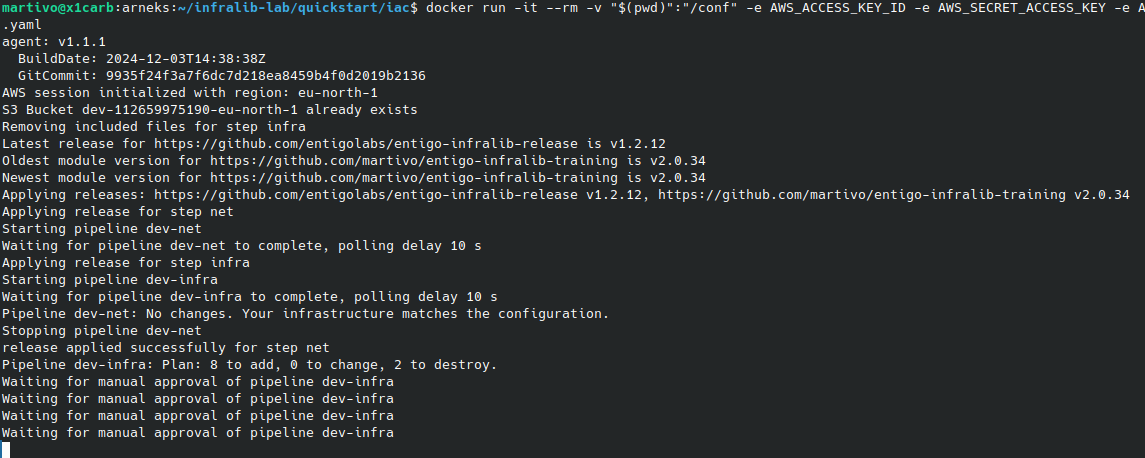 martivo@x1carb:arneks:~/infralib-lab/quickstart/iac$ docker run -it --rm -v "$(pwd)":"/conf" -e AWS_ACCESS_KEY_ID -e AWS_SECRET_ACCESS_KEY -e A
.yaml
agent: v1.1.1
  BuildDate: 2024-12-03T14:38:38Z
  GitCommit: 9935f24f3a7f6dc7d218ea8459b4f0d2019b2136
AWS session initialized with region: eu-north-1
S3 Bucket dev-112659975190-eu-north-1 already exists
Removing included files for step infra
Latest release for https://github.com/entigolabs/entigo-infralib-release is v1.2.12
Oldest module version for https://github.com/martivo/entigo-infralib-training is v2.0.34
Newest module version for https://github.com/martivo/entigo-infralib-training is v2.0.34
Applying releases: https://github.com/entigolabs/entigo-infralib-release v1.2.12, https://github.com/martivo/entigo-infralib-training v2.0.34
Applying release for step net
Starting pipeline dev-net
Waiting for pipeline dev-net to complete, polling delay 10 s
Applying release for step infra
Starting pipeline dev-infra
Waiting for pipeline dev-infra to complete, polling delay 10 s
Pipeline dev-net: No changes. Your infrastructure matches the configuration.
Stopping pipeline dev-net
release applied successfully for step net
Pipeline dev-infra: Plan: 8 to add, 0 to change, 2 to destroy.
Waiting for manual approval of pipeline dev-infra
Waiting for manual approval of pipeline dev-infra
Waiting for manual approval of pipeline dev-infra
Waiting for manual approval of pipeline dev-infra